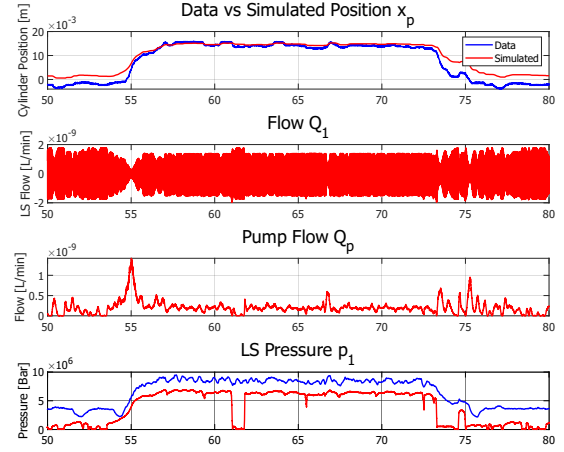 Data vs Simulated Position x_p
×10^-3
Cylinder Position [m]
20
10
0
Data
Simulated
50 55 60 65 70 75 80
Flow Q_1
×10^-9
LS Flow [L/min]
2
0
-2
50 55 60 65 70 75 80
Pump Flow Q_p
×10^-9
Flow [L/min]
1
0.5
0
50 55 60 65 70 75 80
LS Pressure p_1
×10^6
Pressure [Bar]
10
5
0
50 55 60 65 70 75 80